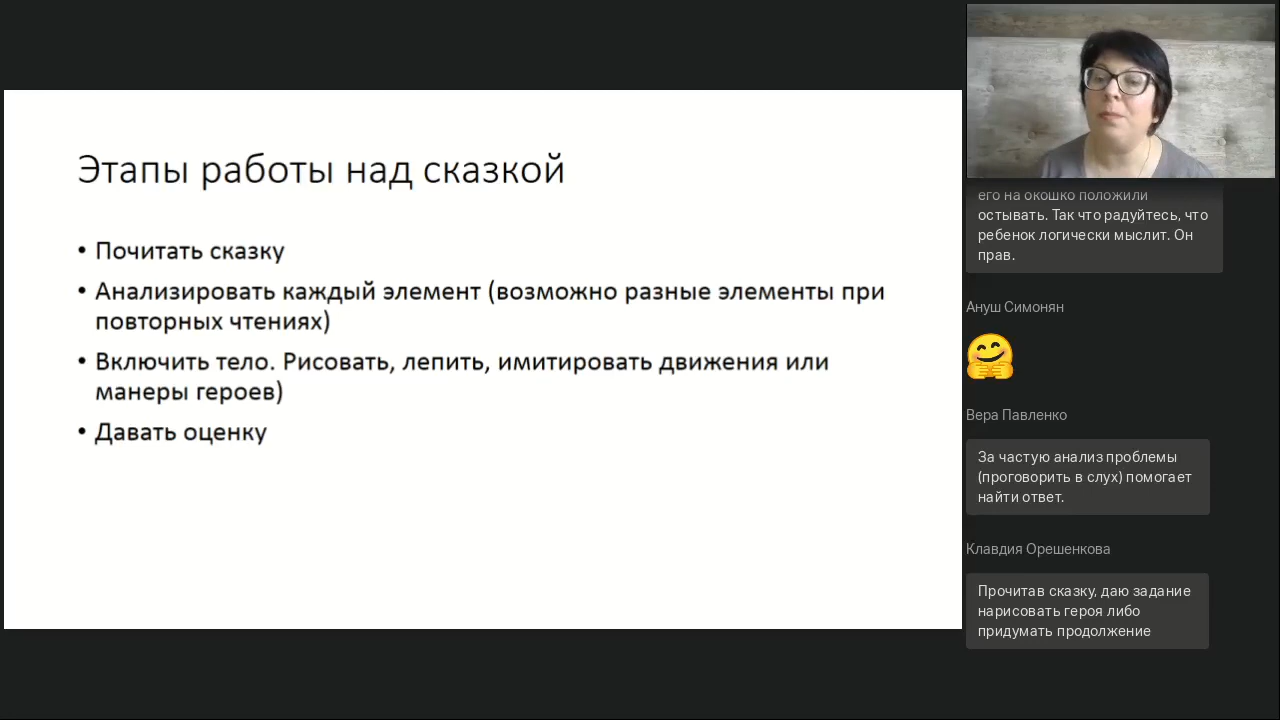 Этапы работы над сказкой
• Почитать сказку
• Анализировать каждый элемент (возможно разные элементы при
повторных чтениях)
• Включить тело. Рисовать, лепить, имитировать движения или
манеры героев)
• Давать оценку
его на окошко положили
остывать. Так что радуйтесь, что
ребенок логически мыслит. Он
прав.
Ануш Симонян
Вера Павленко
За частую анализ проблемы
(проговорить в слух) помогает
найти ответ.
Клавдия Орешенкова
Прочитав сказку, даю задание
нарисовать героя либо
придумать продолжение